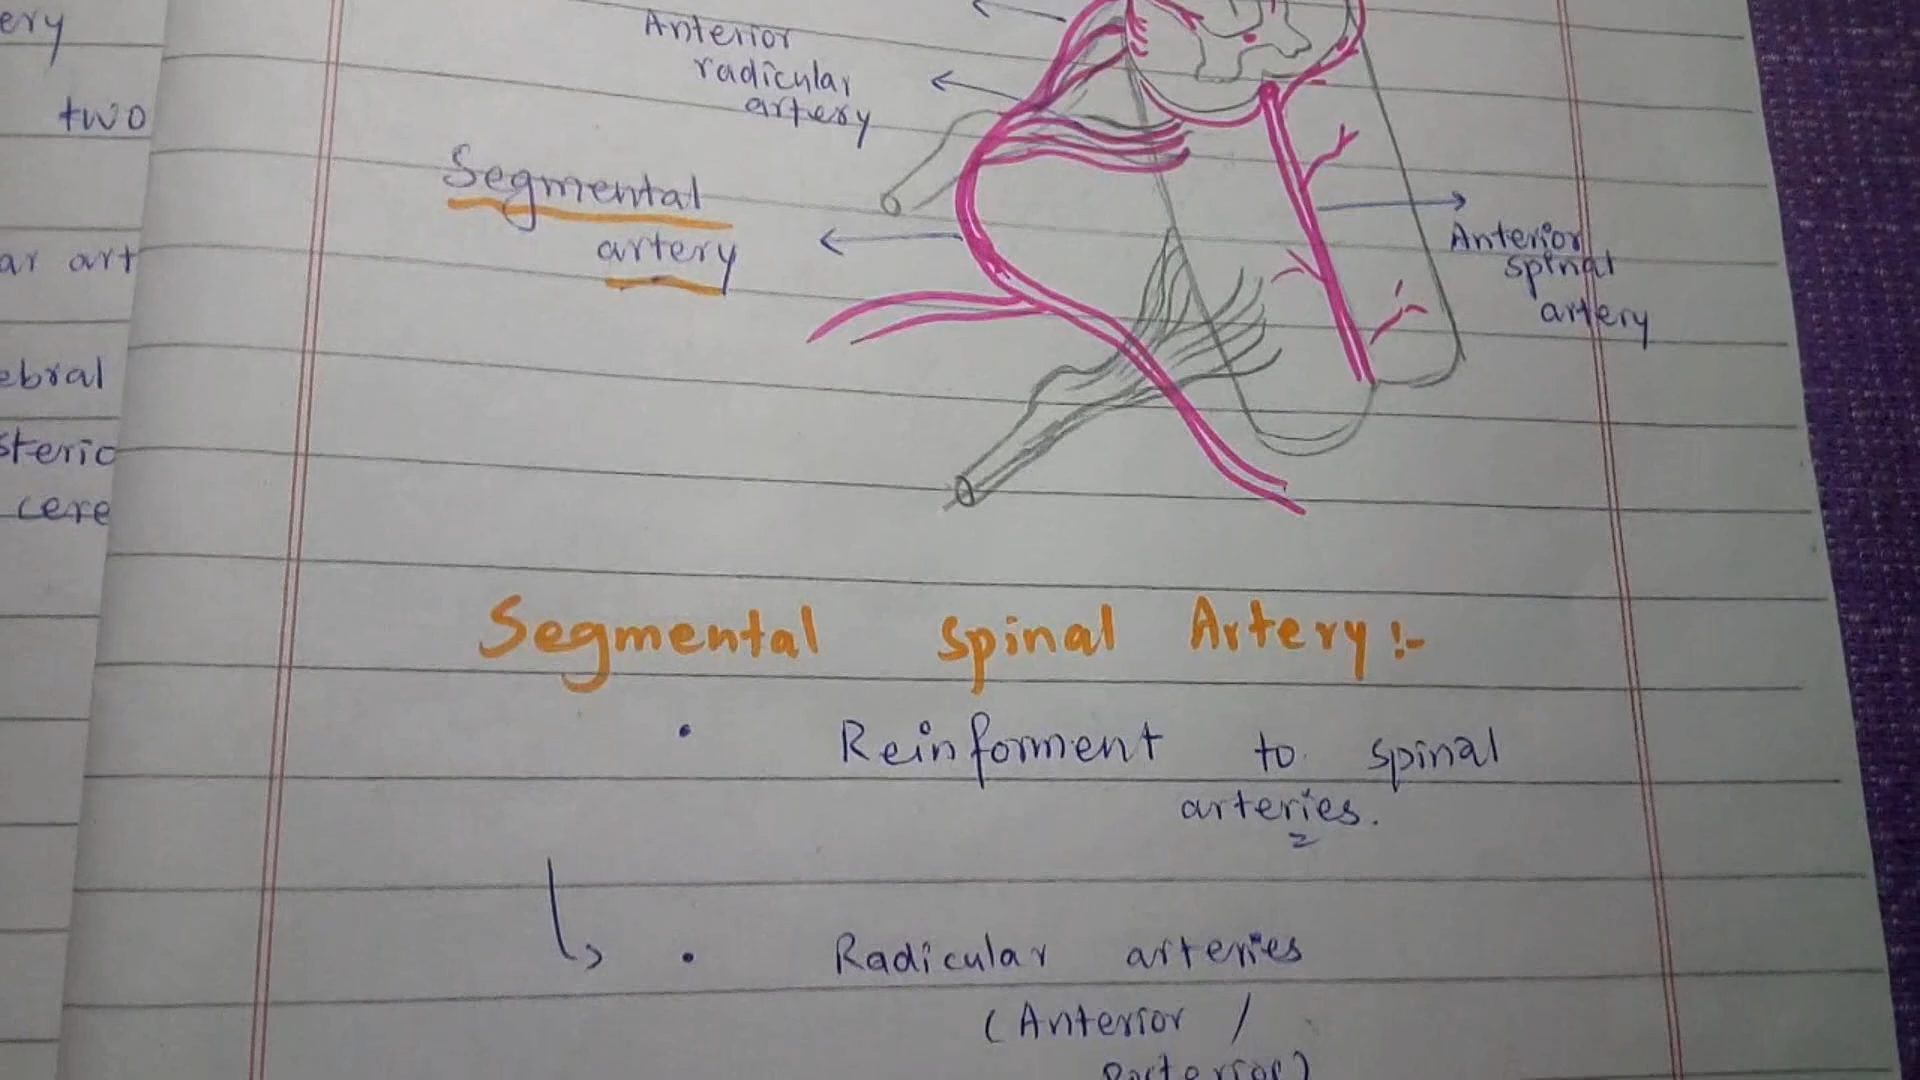 ery
two
ar art
ebral
steric
cere
Anterior
radicular
artery
Segmental
artery
Anterior
spinal
artery
Segmental spinal Artery:-
• Reinforment to spinal
arteries.
• Radicular arteries
(Anterior /
Posterior)